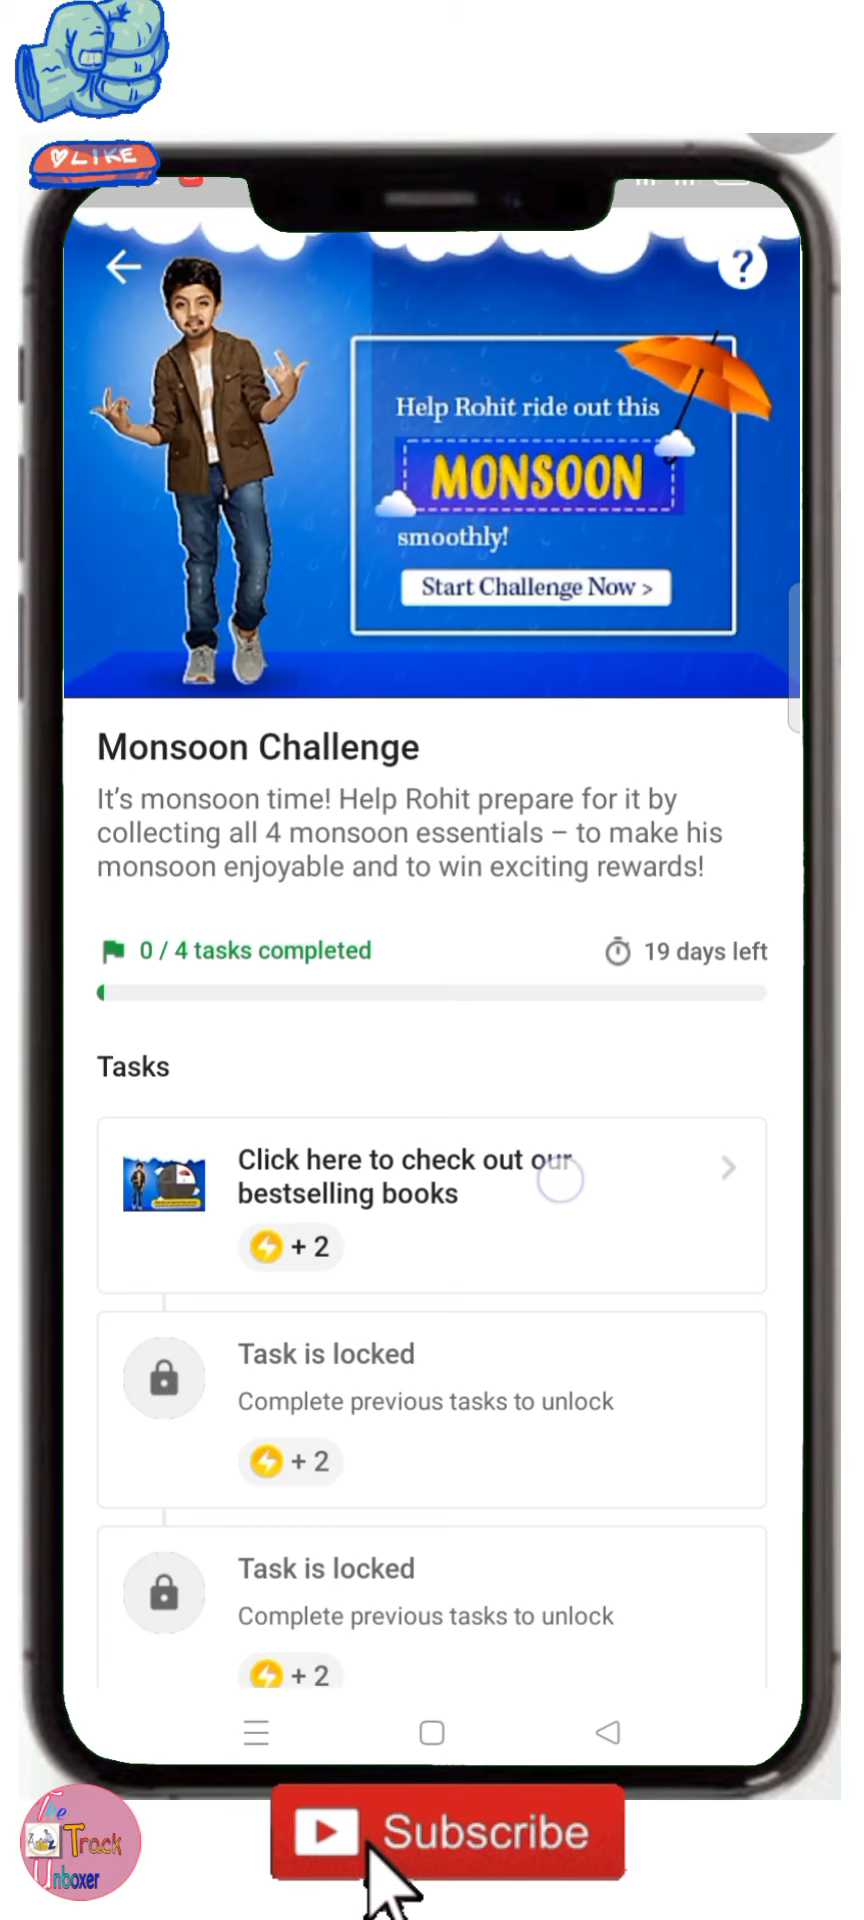 LIKE
?
Help Rohit ride out this
MONSOON
smoothly!
Start Challenge Now >
Monsoon Challenge
It’s monsoon time! Help Rohit prepare for it by
collecting all 4 monsoon essentials – to make his
monsoon enjoyable and to win exciting rewards!
0 / 4 tasks completed
19 days left
Tasks
Click here to check out our
bestselling books
+ 2
Task is locked
Complete previous tasks to unlock
+ 2
Task is locked
Complete previous tasks to unlock
+ 2
The
Track
Unboxer
Subscribe